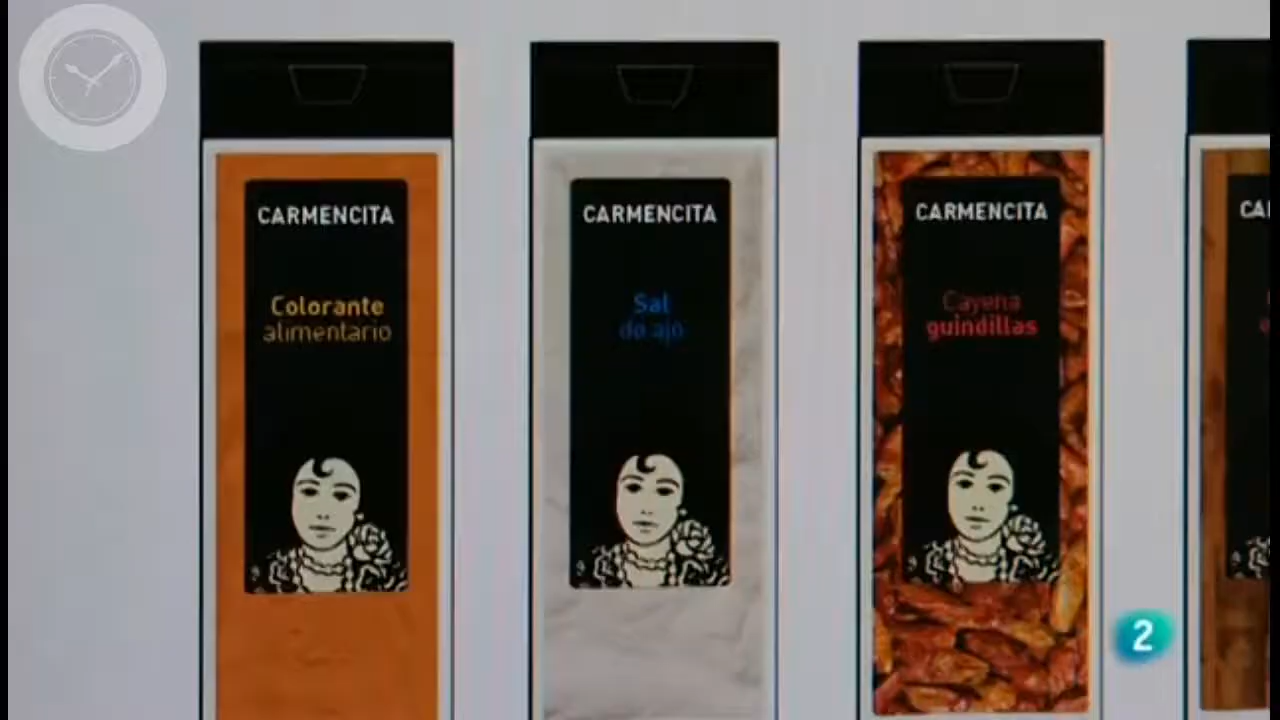 CARMENCITA
Colorante
alimentario
CARMENCITA
Sal
de ajo
CARMENCITA
Cayena
guindillas
CA
2